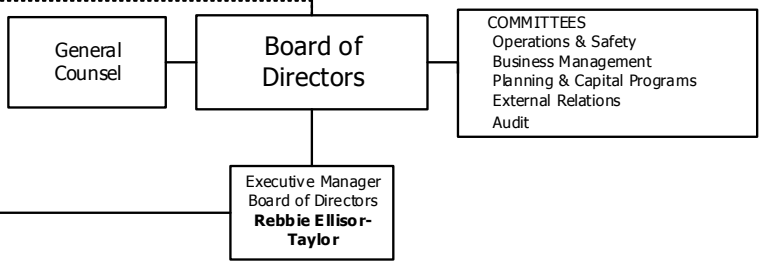 General
Counsel
Board of
Directors
COMMITTEES
Operations & Safety
Business Management
Planning & Capital Programs
External Relations
Audit
Executive Manager
Board of Directors
Rebbie Ellisor-
Taylor